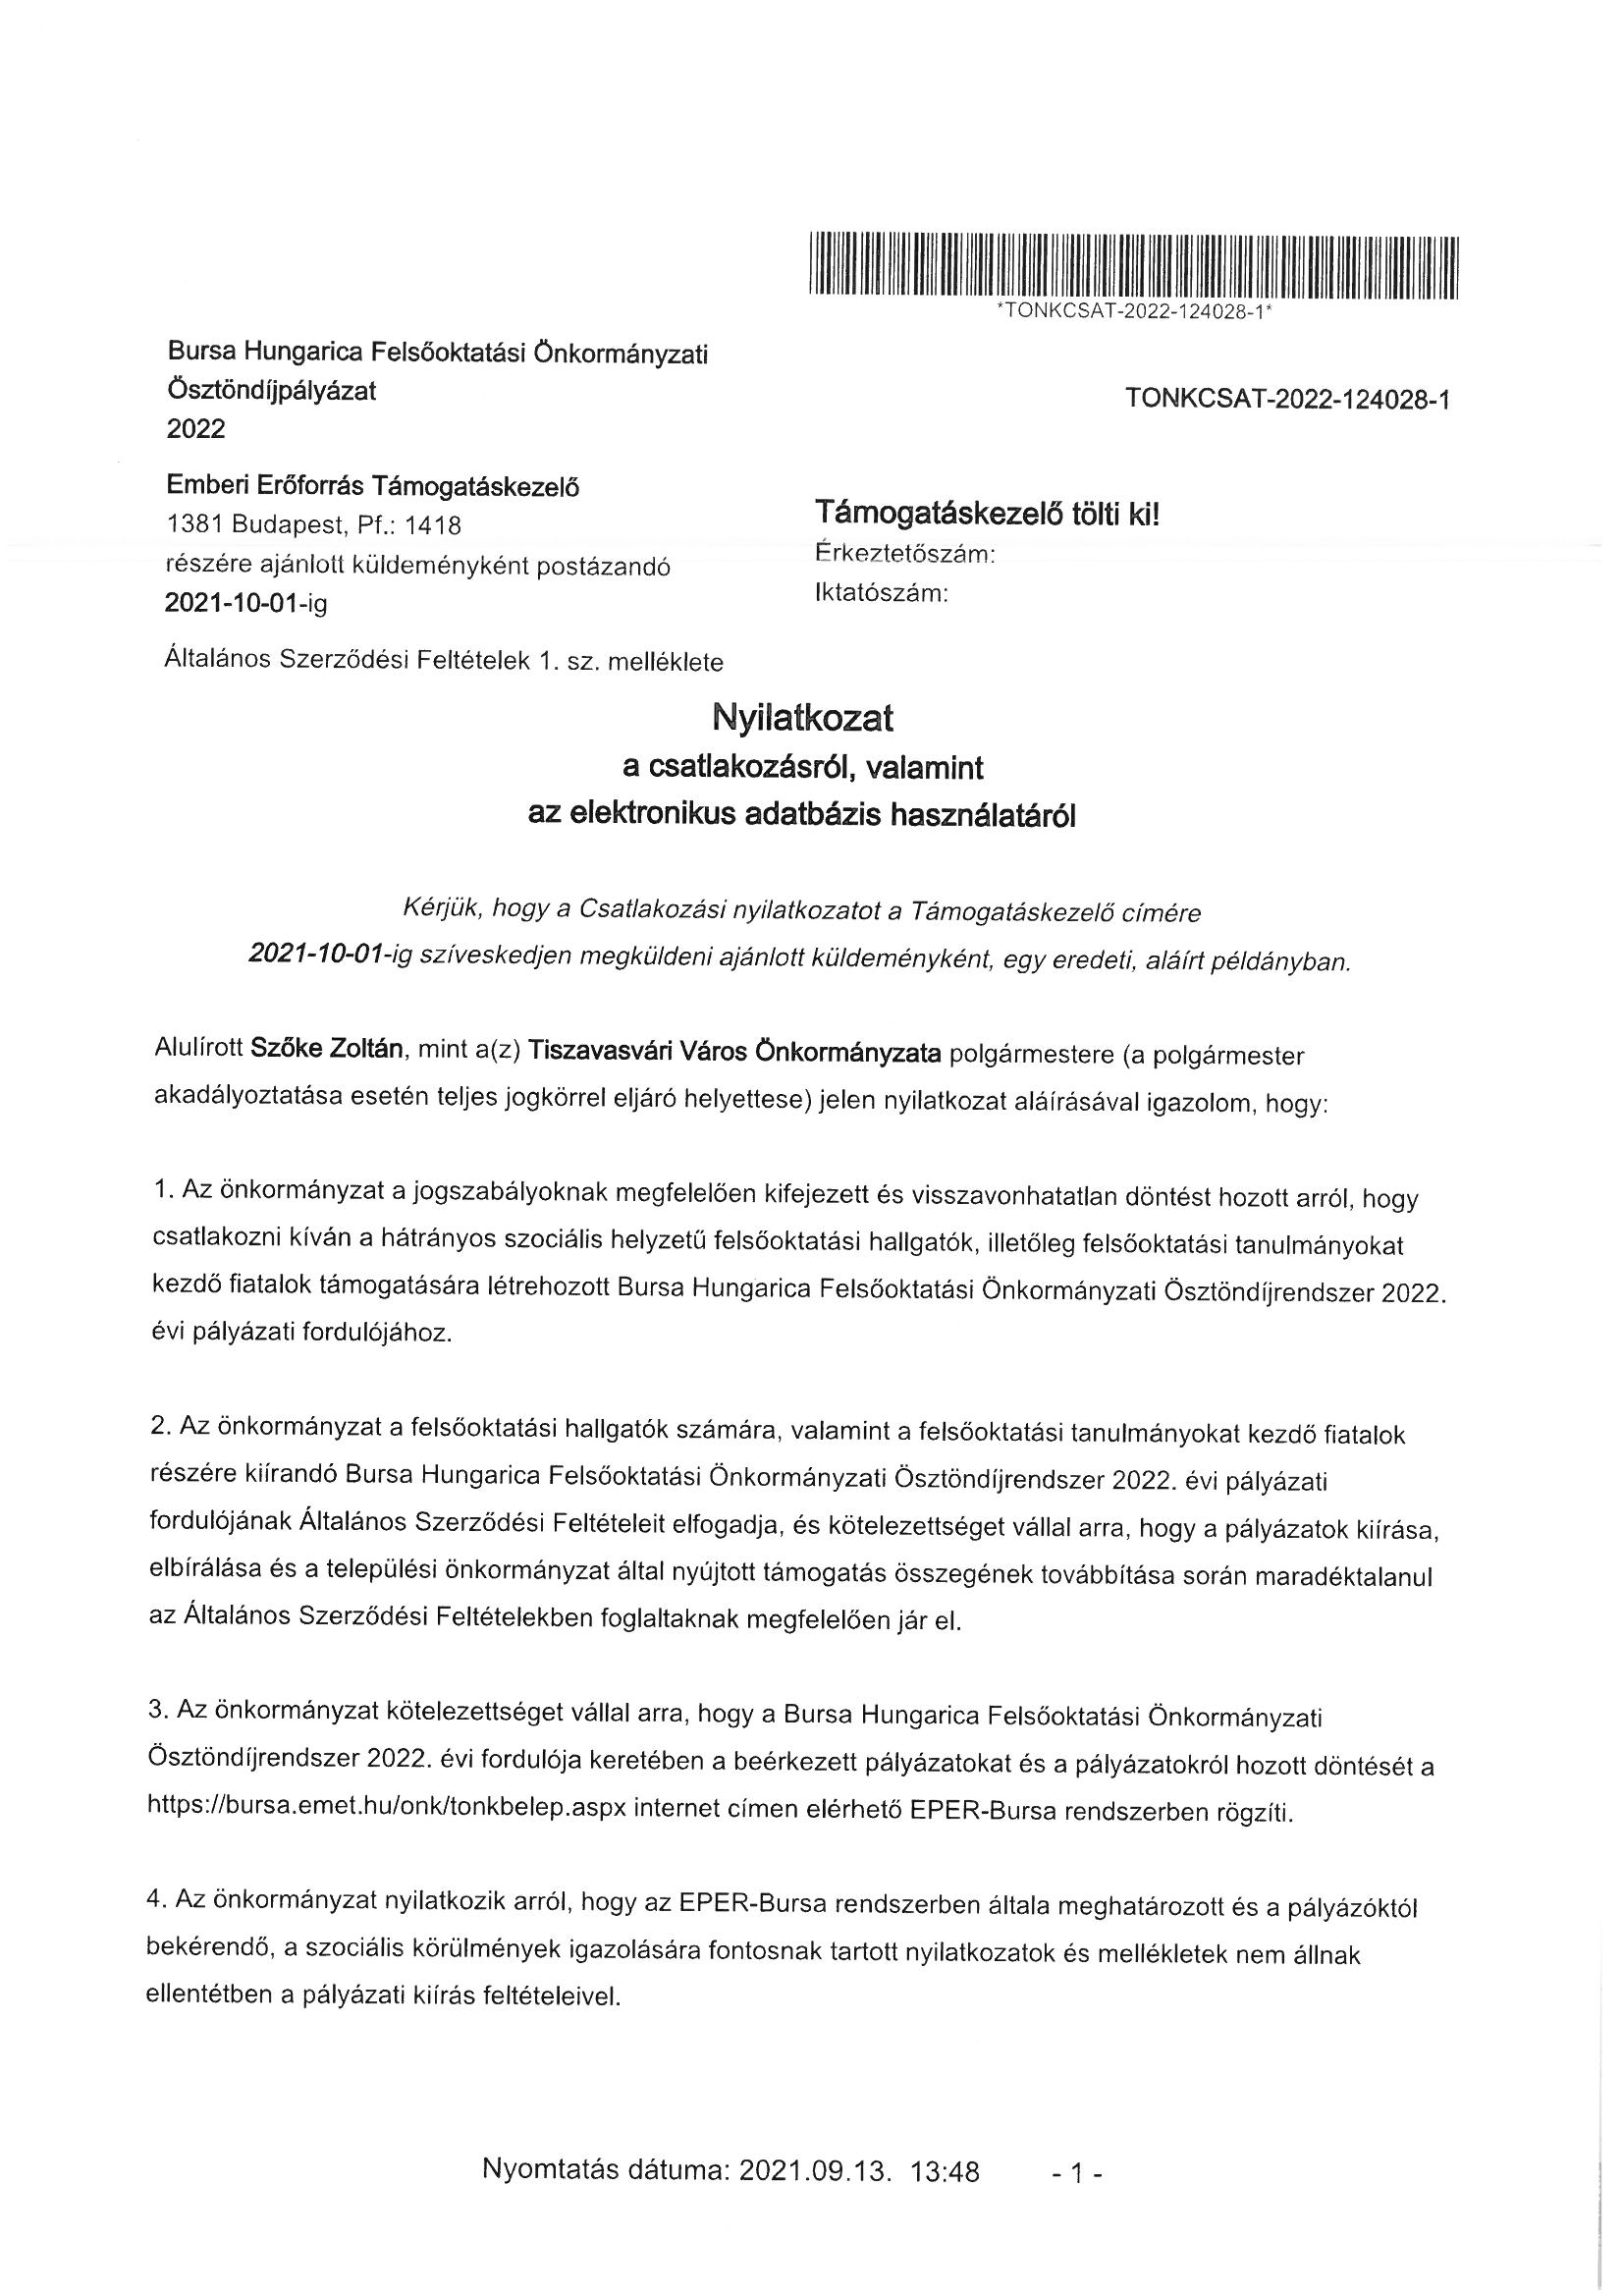 *TONKCSAT-2022-124028-1*
Bursa Hungarica Felsőoktatási Önkormányzati
Ösztöndíjpályázat
2022
TONKCSAT-2022-124028-1
Emberi Erőforrás Támogatáskezelő
1381 Budapest, Pf.: 1418
részére ajánlott küldeményként postázandó
2021-10-01-ig
Támogatáskezelő tölti ki!
Érkeztetőszám:
Iktatószám:
Általános Szerződési Feltételek 1. sz. melléklete
Nyilatkozat
a csatlakozásról, valamint
az elektronikus adatbázis használatáról
Kérjük, hogy a Csatlakozási nyilatkozatot a Támogatáskezelő címére
2021-10-01-ig szíveskedjen megküldeni ajánlott küldeményként, egy eredeti, aláírt példányban.
Alulírott Szőke Zoltán, mint a(z) Tiszavasvári Város Önkormányzata polgármestere (a polgármester
akadályoztatása esetén teljes jogkörrel eljáró helyettese) jelen nyilatkozat aláírásával igazolom, hogy:
1. Az önkormányzat a jogszabályoknak megfelelően kifejezett és visszavonhatatlan döntést hozott arról, hogy
csatlakozni kíván a hátrányos szociális helyzetű felsőoktatási hallgatók, illetőleg felsőoktatási tanulmányokat
kezdő fiatalok támogatására létrehozott Bursa Hungarica Felsőoktatási Önkormányzati Ösztöndíjrendszer 2022.
évi pályázati fordulójához.
2. Az önkormányzat a felsőoktatási hallgatók számára, valamint a felsőoktatási tanulmányokat kezdő fiatalok
részére kiírandó Bursa Hungarica Felsőoktatási Önkormányzati Ösztöndíjrendszer 2022. évi pályázati
fordulójának Általános Szerződési Feltételeit elfogadja, és kötelezettséget vállal arra, hogy a pályázatok kiírása,
elbírálása és a települési önkormányzat által nyújtott támogatás összegének továbbítása során maradéktalanul
az Általános Szerződési Feltételekben foglaltaknak megfelelően jár el.
3. Az önkormányzat kötelezettséget vállal arra, hogy a Bursa Hungarica Felsőoktatási Önkormányzati
Ösztöndíjrendszer 2022. évi fordulója keretében a beérkezett pályázatokat és a pályázatokról hozott döntését a
https://bursa.emet.hu/onk/tonkbelep.aspx internet címen elérhető EPER-Bursa rendszerben rögzíti.
4. Az önkormányzat nyilatkozik arról, hogy az EPER-Bursa rendszerben általa meghatározott és a pályázóktól
bekérendő, a szociális körülmények igazolására fontosnak tartott nyilatkozatok és mellékletek nem állnak
ellentétben a pályázati kiírás feltételeivel.
Nyomtatás dátuma: 2021.09.13. 13:48 - 1 -